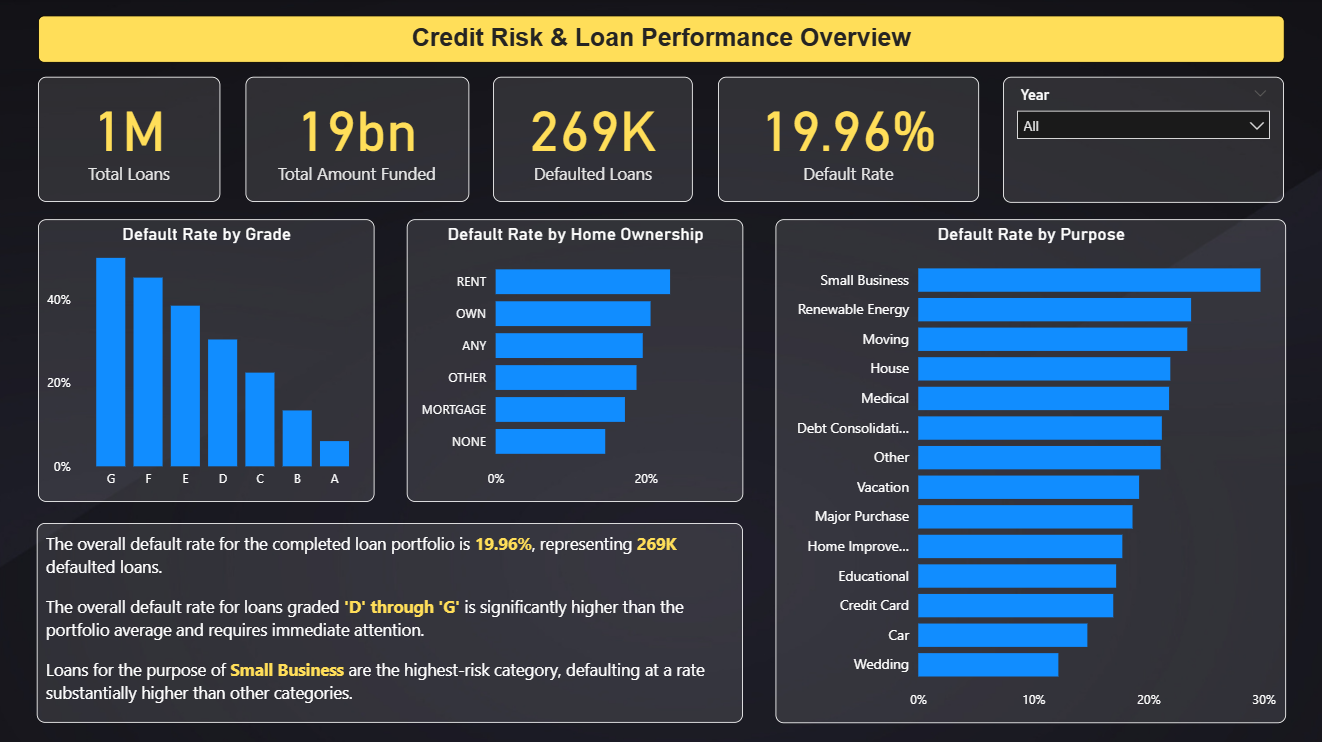 Credit Risk & Loan Performance Overview
1M
Total Loans
19bn
Total Amount Funded
269K
Defaulted Loans
19.96%
Default Rate
Year
All
Default Rate by Grade
40%
20%
0%
G F E D C B A
Default Rate by Home Ownership
RENT
OWN
ANY
OTHER
MORTGAGE
NONE
0% 20%
Default Rate by Purpose
Small Business
Renewable Energy
Moving
House
Medical
Debt Consolidati...
Other
Vacation
Major Purchase
Home Improve...
Educational
Credit Card
Car
Wedding
0% 10% 20% 30%
The overall default rate for the completed loan portfolio is 19.96%, representing 269K
defaulted loans.
The overall default rate for loans graded 'D' through 'G' is significantly higher than the
portfolio average and requires immediate attention.
Loans for the purpose of Small Business are the highest-risk category, defaulting at a rate
substantially higher than other categories.